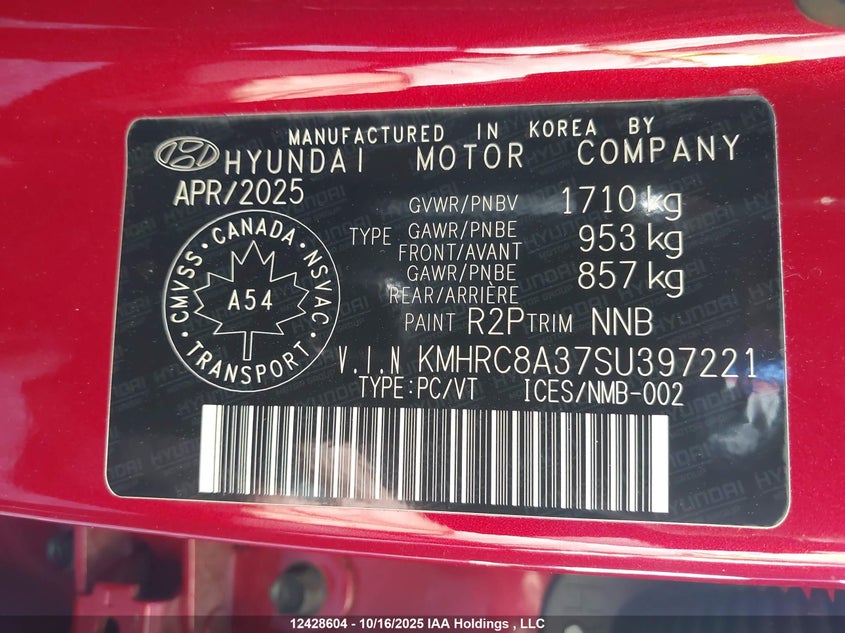 MANUFACTURED IN KOREA BY
HYUNDAI MOTOR COMPANY
APR/2025
GVWR/PNBV 1710 kg
TYPE GAWR/PNBE FRONT/AVANT 953 kg
GAWR/PNBE REAR/ARRIÈRE 857 kg
PAINT R2P TRIM NNB
CMVSS · CANADA · NSVAC
A54
· TRANSPORT ·
V.I.N KMHRC8A37SU397221
TYPE:PC/VT ICES/NMB-002
12428604 - 10/16/2025 IAA Holdings , LLC